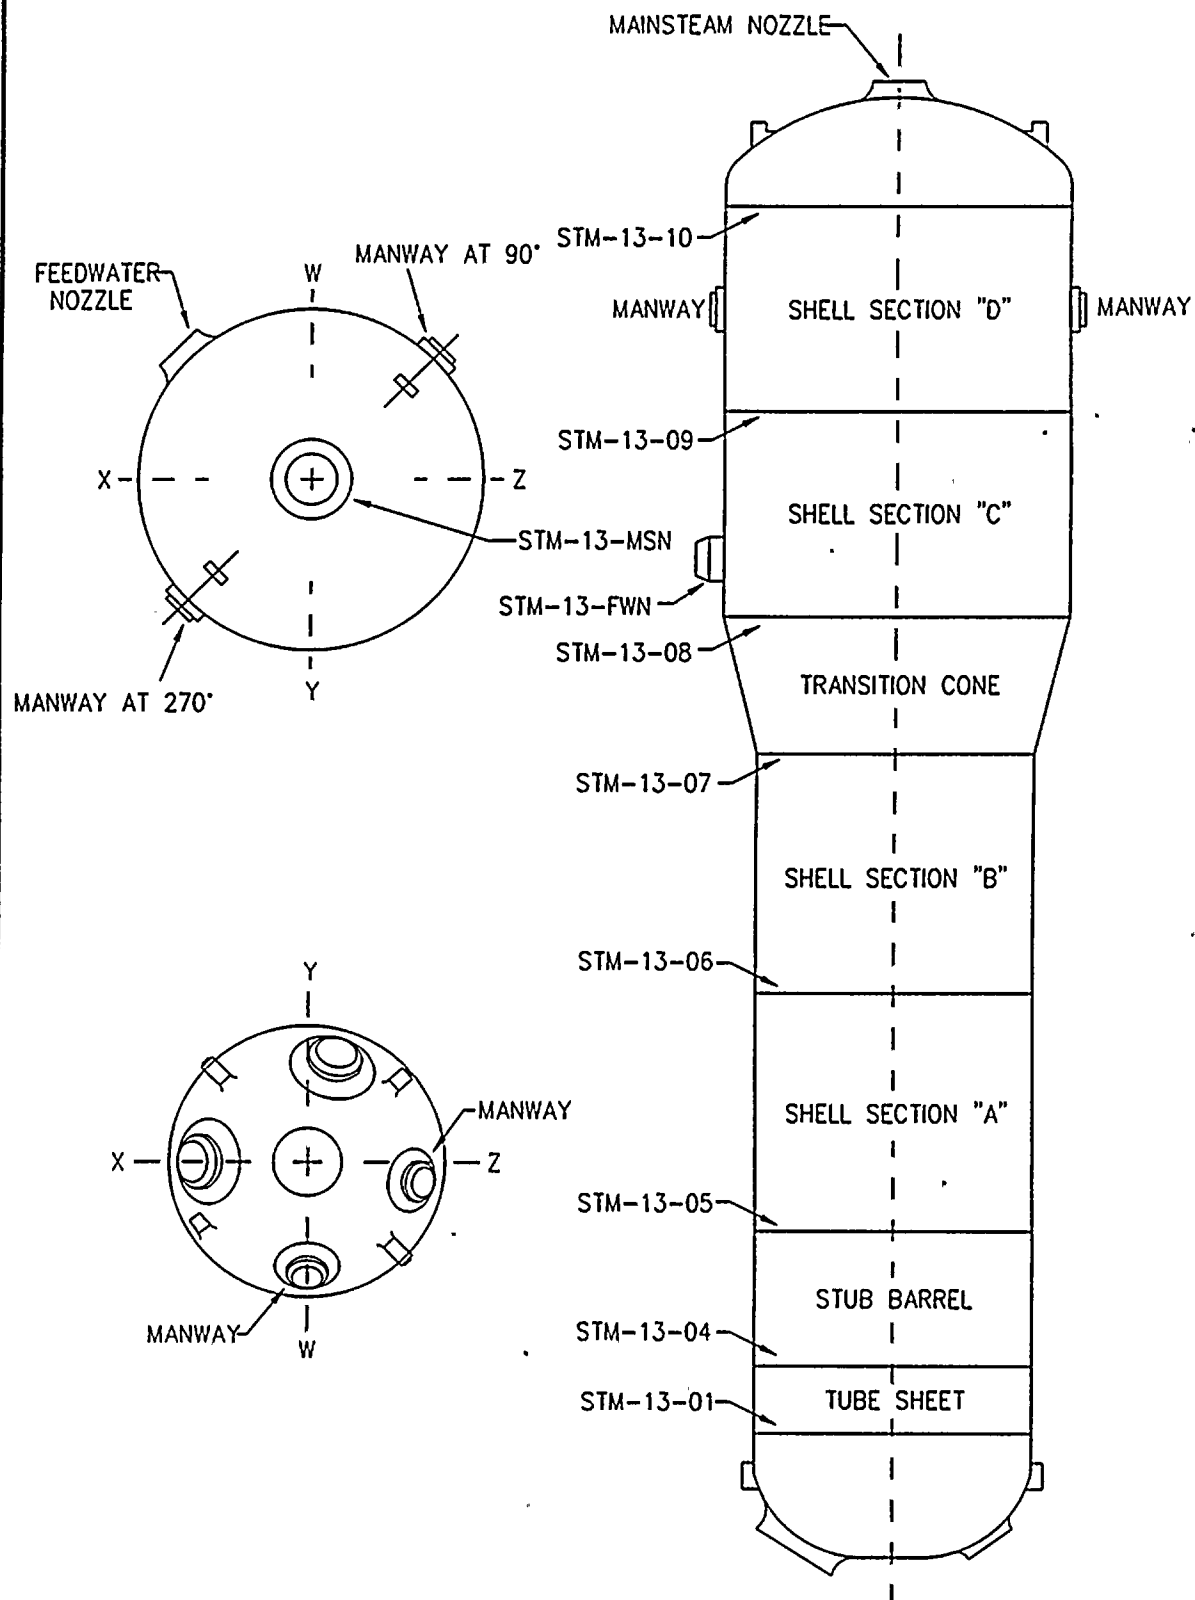 MAINSTEAM NOZZLE
STM-13-10
MANWAY AT 90°
FEEDWATER
NOZZLE
W
MANWAY
SHELL SECTION "D"
MANWAY
STM-13-09
X
Z
SHELL SECTION "C"
STM-13-MSN
STM-13-FWN
STM-13-08
TRANSITION CONE
Y
MANWAY AT 270°
STM-13-07
SHELL SECTION "B"
STM-13-06
Y
MANWAY
SHELL SECTION "A"
X
Z
STM-13-05
STUB BARREL
MANWAY
STM-13-04
W
TUBE SHEET
STM-13-01